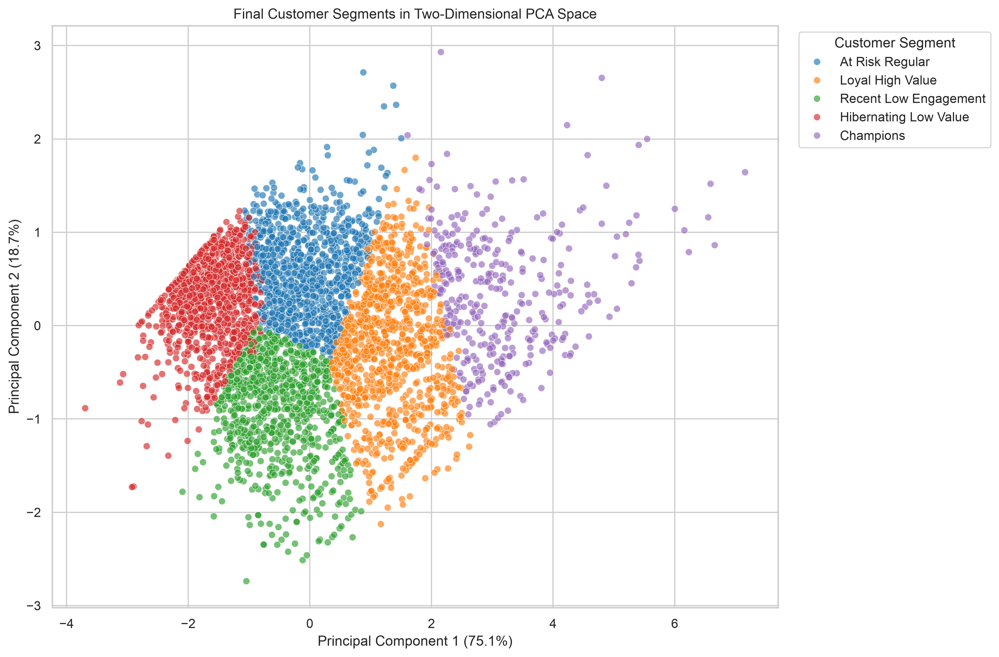 Final Customer Segments in Two-Dimensional PCA Space
Customer Segment
At Risk Regular
Loyal High Value
Recent Low Engagement
Hibernating Low Value
Champions
Principal Component 2 (18.7%)
3
2
1
0
−1
−2
−3
−4
−2
0
2
4
6
Principal Component 1 (75.1%)